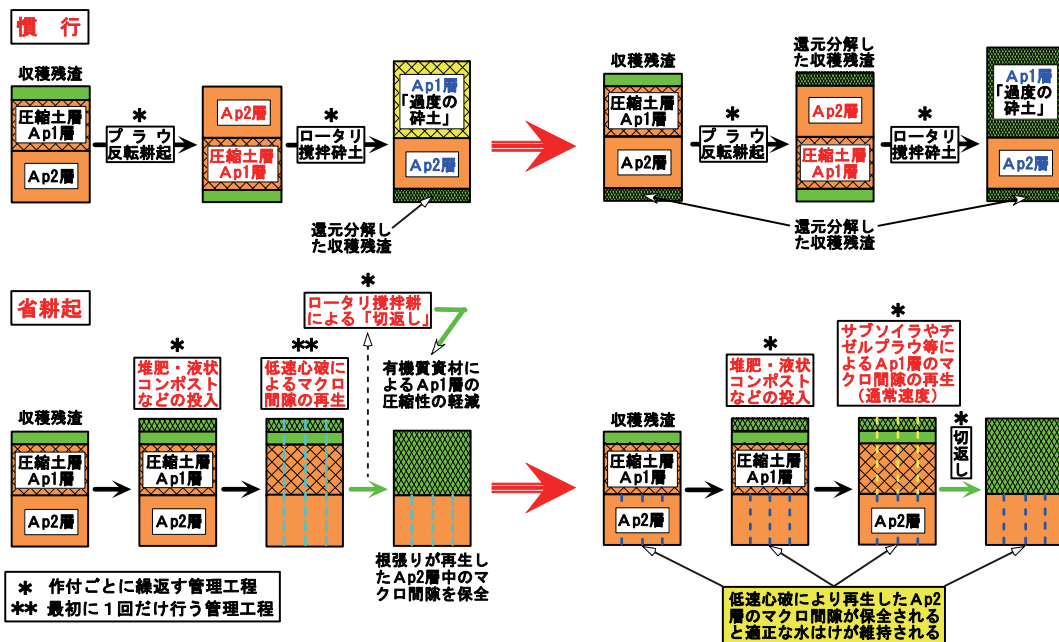 慣 行
収穫残渣
圧縮土層
Ap1層
Ap2層
*
プ ラ ウ
反転耕起
Ap2層
圧縮土層
Ap1層
*
ロータリ
撹拌砕土
Ap1層
「過度の
砕土」
Ap2層
還元分解し
た収穫残渣
収穫残渣
圧縮土層
Ap1層
Ap2層
*
プ ラ ウ
反転耕起
還元分解し
た収穫残渣
Ap2層
圧縮土層
Ap1層
*
ロータリ
撹拌砕土
Ap1層
「過度の
砕土」
Ap2層
還元分解し
た収穫残渣
省耕起
収穫残渣
圧縮土層
Ap1層
Ap2層
*
堆肥・液状
コンポスト
などの投入
圧縮土層
Ap1層
Ap2層
**
低速心破に
よるマクロ
間隙の再生
*
ロータリ撹拌耕
による「切返し」
有機質資材に
よるAp1層の
圧縮性の軽減
根張りが再生し
たAp2層中のマ
クロ間隙を保全
収穫残渣
圧縮土層
Ap1層
Ap2層
*
堆肥・液状
コンポスト
などの投入
圧縮土層
Ap1層
*
サブソイラやチ
ゼルプラウ等に
よるAp1層のマ
クロ間隙の再生
（通常速度）
Ap2層
*
切返し
低速心破により再生したAp2
層のマクロ間隙が保全される
と適正な水はけが維持される
* 作付ごとに繰返す管理工程
** 最初に１回だけ行う管理工程